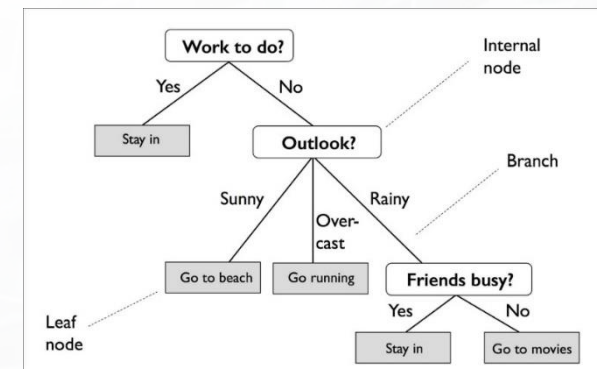 Work to do?
Internal
node
Yes
No
Stay in
Outlook?
Branch
Sunny
Over-
cast
Rainy
Go to beach
Go running
Friends busy?
Leaf
node
Yes
No
Stay in
Go to movies